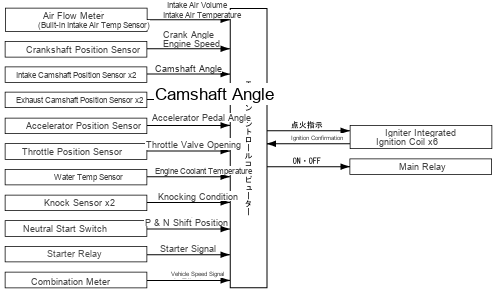 Air Flow Meter
(Built-in Intake Air Temp Sensor)
Intake Air Volume
Intake Air Temperature
Crankshaft Position Sensor
Crank Angle
Engine Speed
Intake Camshaft Position Sensor x2
Camshaft Angle
Exhaust Camshaft Position Sensor x2
Camshaft Angle
Accelerator Position Sensor
Accelerator Pedal Angle
Throttle Position Sensor
Throttle Valve Opening
Water Temp Sensor
Engine Coolant Temperature
Knock Sensor x2
Knocking Condition
Neutral Start Switch
P & N Shift Position
Starter Relay
Starter Signal
Combination Meter
Vehicle Speed Signal
ンコントロールコンピューター
点火指示
Ignition Confirmation
Igniter Integrated
Ignition Coil x6
ON・OFF
Main Relay